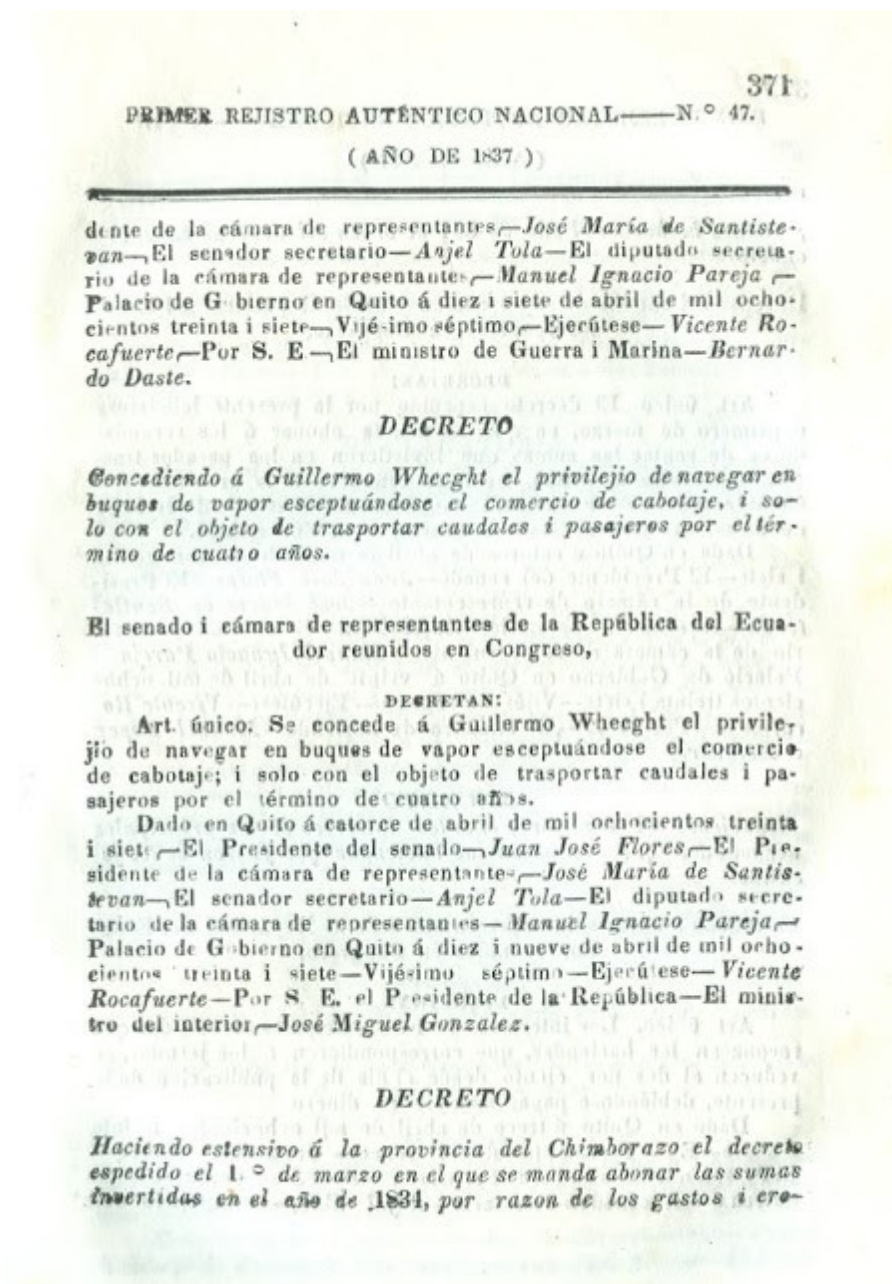 371
PRIMER REJISTRO AUTÉNTICO NACIONAL——N.º 47.
( AÑO DE 1837 )
dente de la cámara de representantes,—José María de Santiste-
van—,El senador secretario—Anjel Tola—El diputado secreta-
rio de la cámara de representantes,—Manuel Ignacio Pareja,—
Palacio de Gobierno en Quito á diez i siete de abril de mil ocho-
cientos treinta i siete—,Vijésimo séptimo,—Ejecútese—Vicente Ro-
cafuerte,—Por S. E—,El ministro de Guerra i Marina—Bernar-
do Daste.
DECRETO
Concediendo á Guillermo Wheeght el privilejio de navegar en
buques de vapor esceptuándose el comercio de cabotaje, i so-
lo con el objeto de trasportar caudales i pasajeros por el tér-
mino de cuatro años.
El senado i cámara de representantes de la República del Ecua-
dor reunidos en Congreso,
DECRETAN:
Art. único. Se concede á Guillermo Wheeght el privile-
jio de navegar en buques de vapor esceptuándose el comercio
de cabotaje; i solo con el objeto de trasportar caudales i pa-
sajeros por el término de cuatro años.
Dado en Quito á catorce de abril de mil ochocientos treinta
i siete,—El Presidente del senado—,Juan José Flores,—El Pre-
sidente de la cámara de representantes,—José María de Santis-
tevan—,El senador secretario—Anjel Tola—El diputado secre-
tario de la cámara de representantes—Manuel Ignacio Pareja,—
Palacio de Gobierno en Quito á diez i nueve de abril de mil ocho-
cientos treinta i siete—Vijésimo séptimo—Ejecútese—Vicente
Rocafuerte—Por S. E. el Presidente de la República—El minis-
tro del interior,—José Miguel Gonzalez.
DECRETO
Haciendo estensivo á la provincia del Chimborazo el decreto
espedido el 1.º de marzo en el que se manda abonar las sumas
invertidas en el año de 1834, por razon de los gastos i ero-